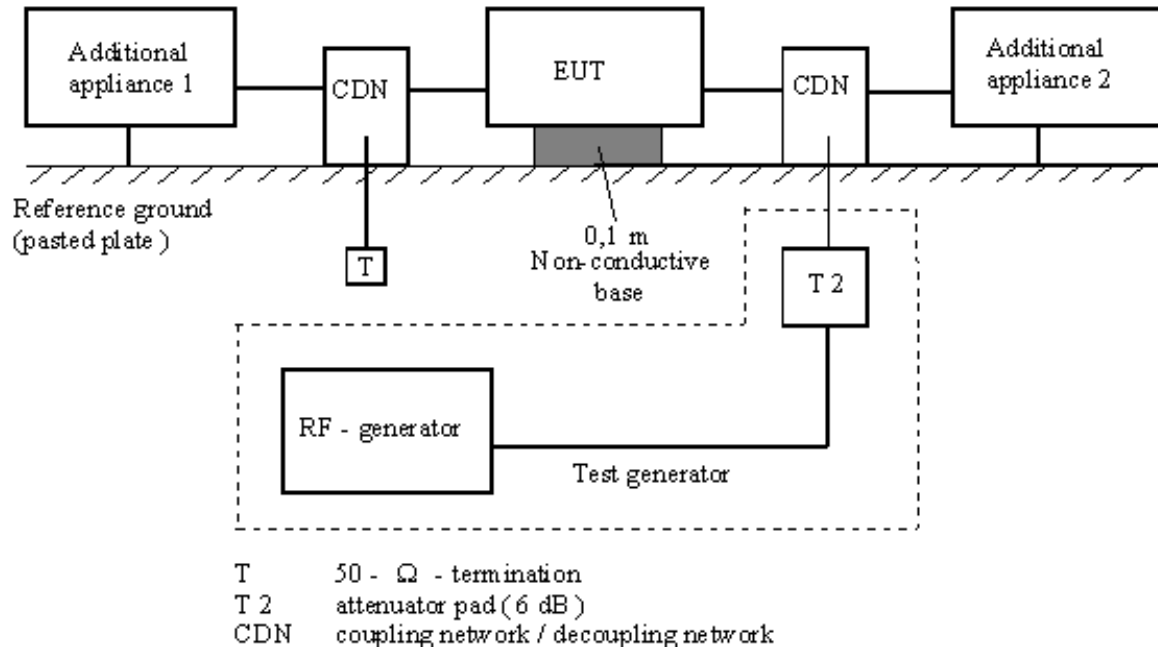 Additional
appliance 1
CDN
EUT
CDN
Additional
appliance 2
Reference ground
(pasted plate )
T
0,1 m
Non-conductive
base
T 2
RF - generator
Test generator
T 50 - Ω - termination
T 2 attenuator pad ( 6 dB )
CDN coupling network / decoupling network